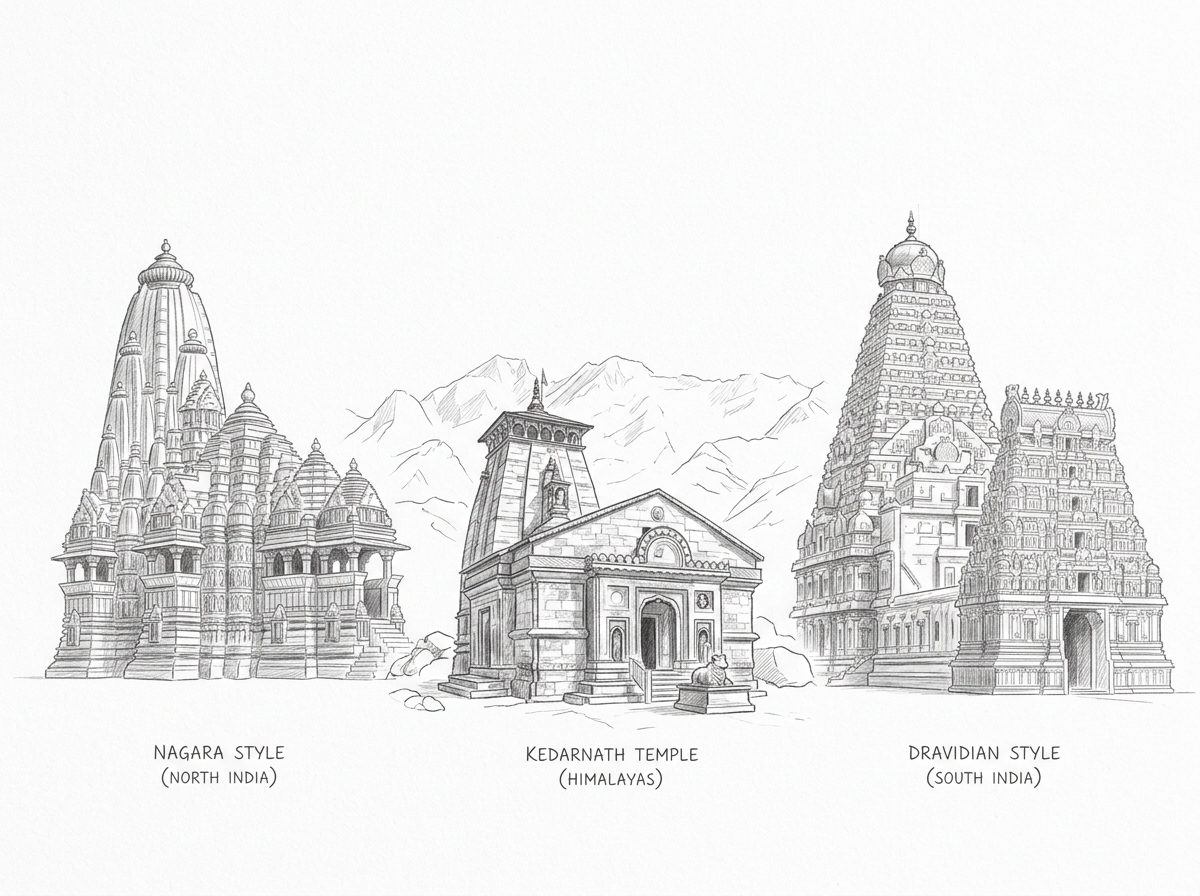 NAGARA STYLE
(NORTH INDIA)
KEDARNATH TEMPLE
(HIMALAYAS)
DRAVIDIAN STYLE
(SOUTH INDIA)